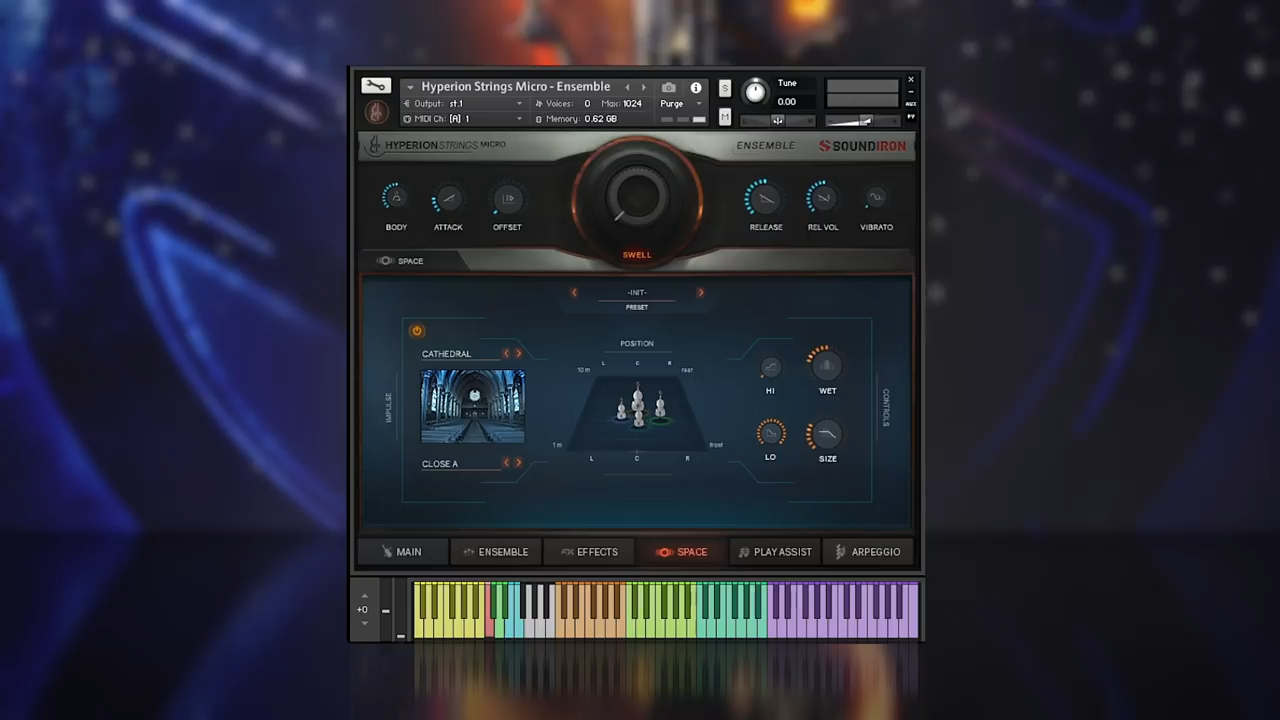 Hyperion Strings Micro - Ensemble
S
Tune
Output: st.1
Voices: 0 Max: 1024
Purge
0.00
AUX
MIDI Ch: [A] 1
Memory: 0.62 GB
M
PV
HYPERION STRINGS MICRO
ENSEMBLE
SOUNDIRON
BODY
ATTACK
OFFSET
RELEASE
REL VOL
VIBRATO
SWELL
SPACE
-INIT-
PRESET
CATHEDRAL
POSITION
L C R
10 m
rear
IMPULSE
HI
WET
CONTROLS
1 m
front
L C R
CLOSE A
LO
SIZE
MAIN
ENSEMBLE
FX EFFECTS
SPACE
PLAY ASSIST
ARPEGGIO
+0